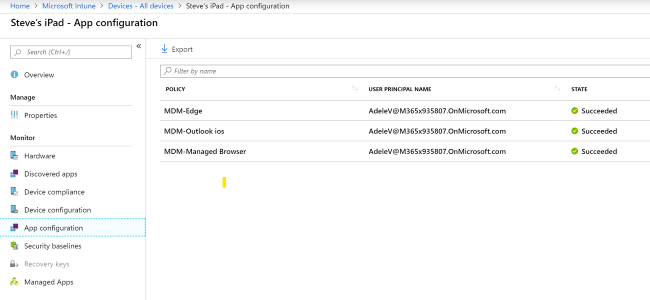 Home > Microsoft Intune > Devices - All devices > Steve's iPad - App configuration
Steve's iPad - App configuration
Search (Ctrl+/)
«
Export
Overview
Filter by name
Manage
POLICY USER PRINCIPAL NAME STATE
Properties
MDM-Edge AdeleV@M365x935807.OnMicrosoft.com Succeeded
Monitor
MDM-Outlook ios AdeleV@M365x935807.OnMicrosoft.com Succeeded
Hardware
MDM-Managed Browser AdeleV@M365x935807.OnMicrosoft.com Succeeded
Discovered apps
Device compliance
Device configuration
App configuration
Security baselines
Recovery keys
Managed Apps